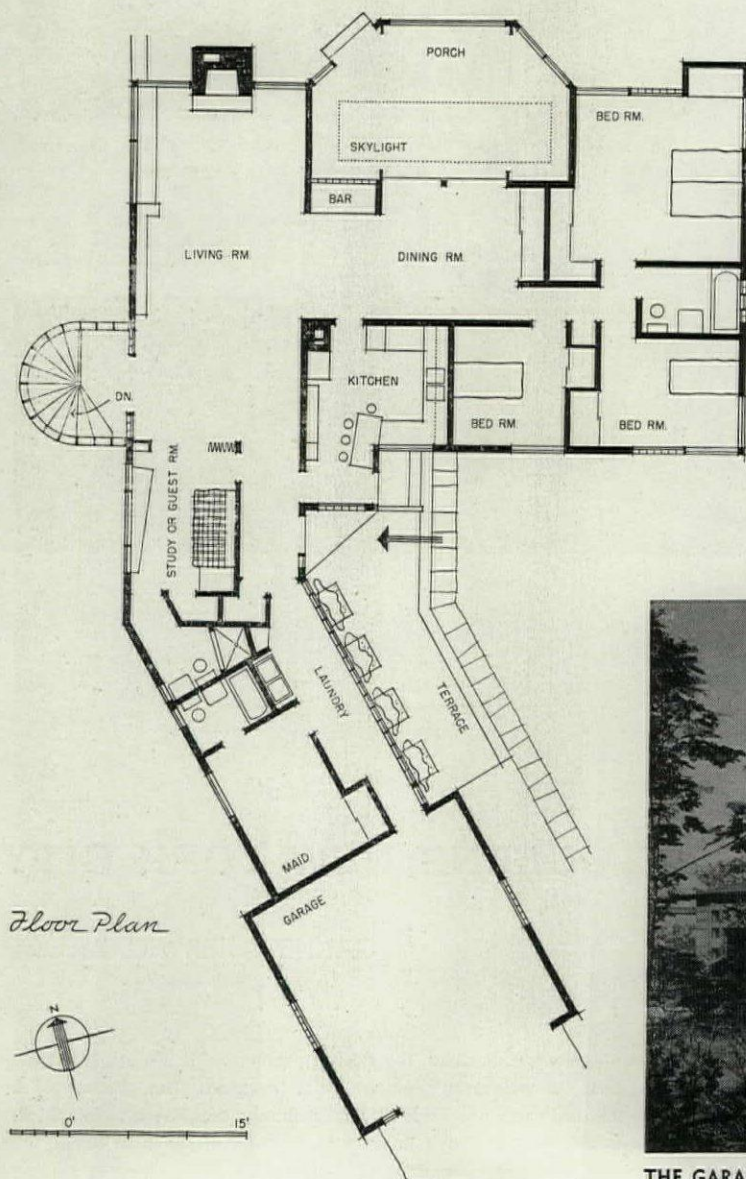 PORCH
BED RM.
SKYLIGHT
BAR
LIVING RM.
DINING RM.
KITCHEN
DN.
BED RM.
BED RM.
STUDY OR GUEST RM.
LAUNDRY
TERRACE
MAID
GARAGE
Floor Plan
N
0'
15'
THE GARA